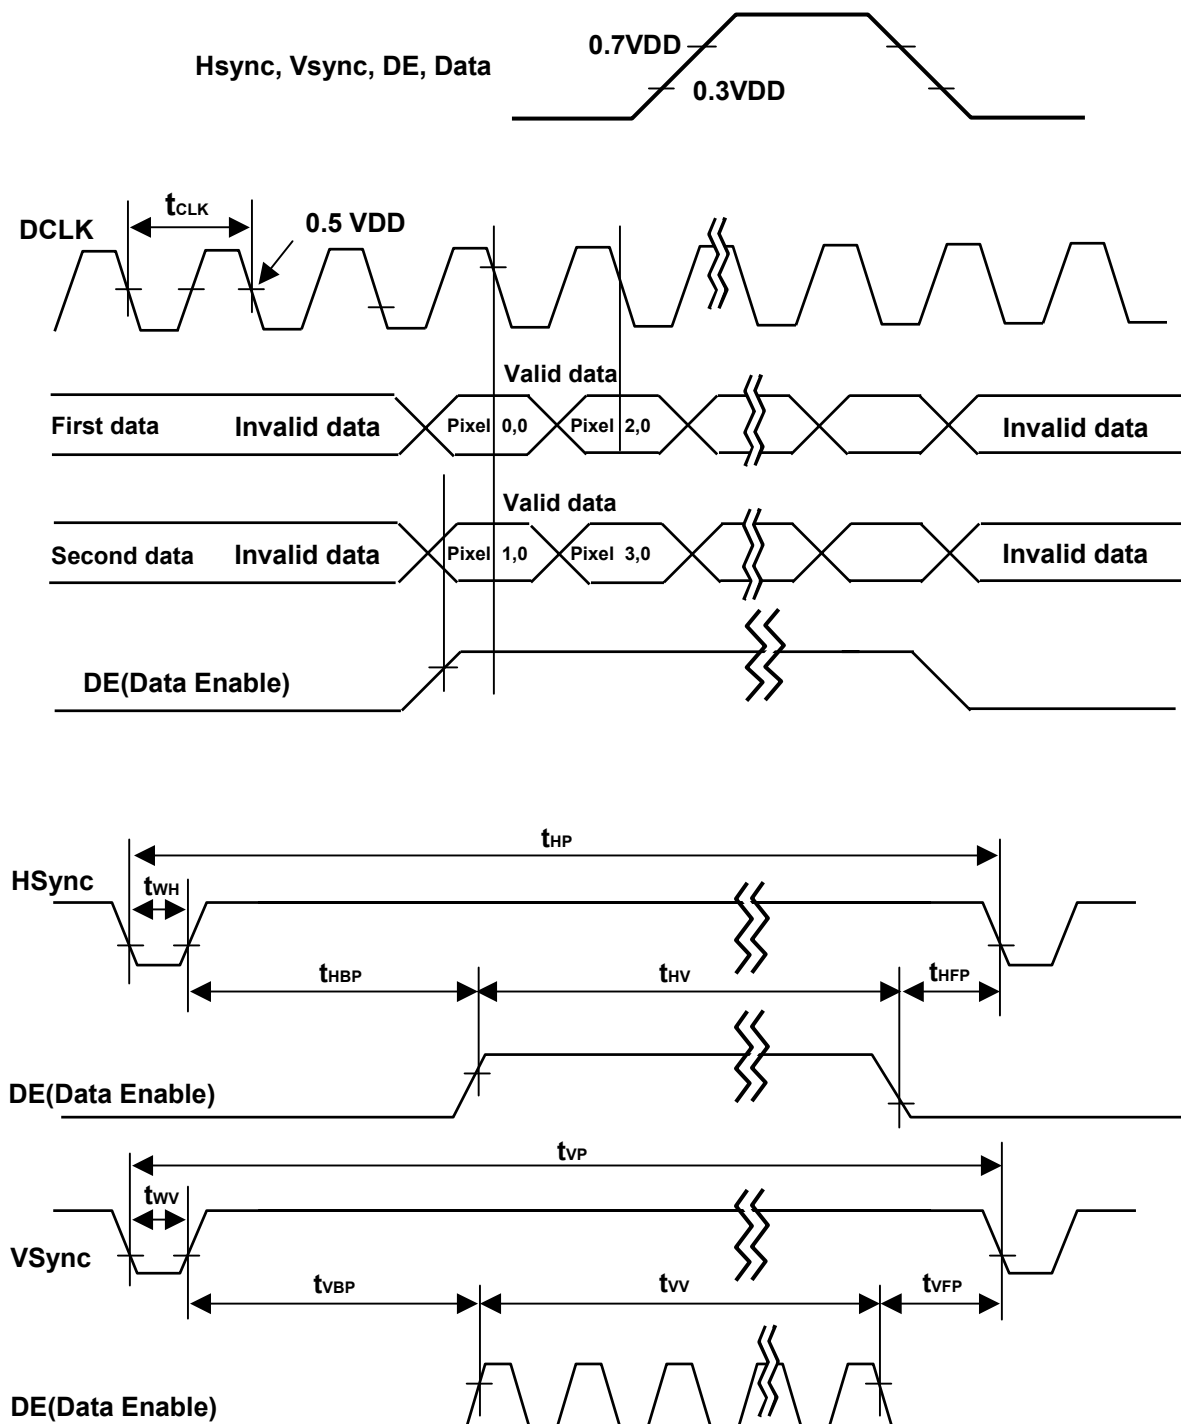 0.7VDD
Hsync, Vsync, DE, Data
0.3VDD
tCLK
0.5 VDD
DCLK
Valid data
First data Invalid data Pixel 0,0 Pixel 2,0 Invalid data
Valid data
Second data Invalid data Pixel 1,0 Pixel 3,0 Invalid data
DE(Data Enable)
tHP
HSync
tWH
tHBP tHV tHFP
DE(Data Enable)
tVP
tWV
VSync
tVBP tVV tVFP
DE(Data Enable)